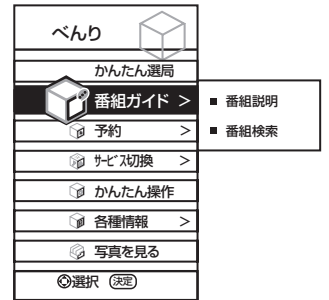 べんり
かんたん選局
番組ガイド >
■ 番組説明
■ 番組検索
予約 >
サービス切換 >
かんたん操作
各種情報 >
写真を見る
選択 決定